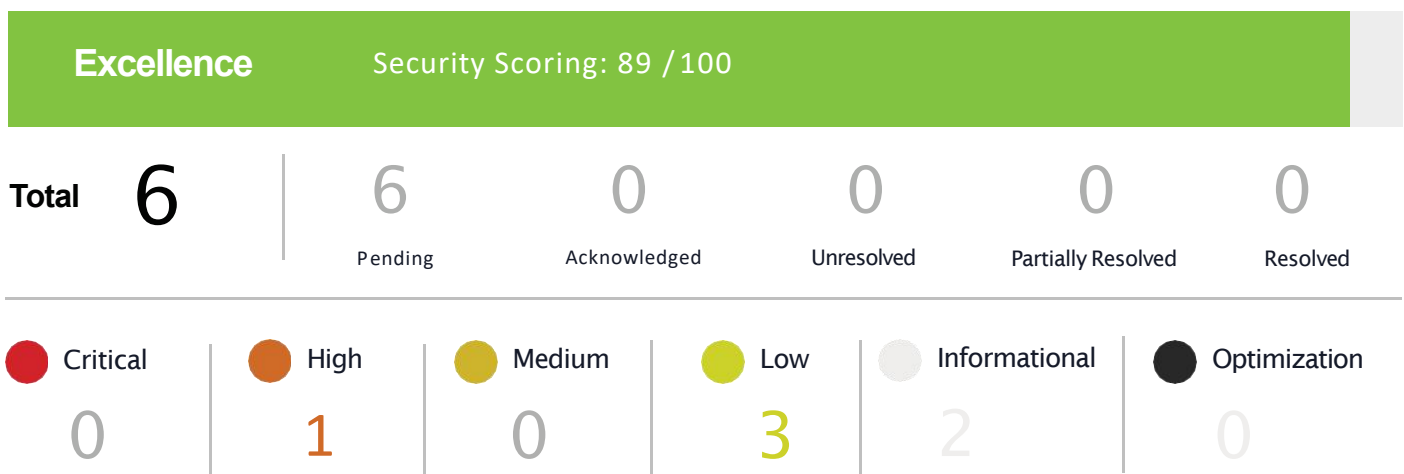 Excellence Security Scoring: 89 / 100
Total 6 6 0 0 0 0
Pending Acknowledged Unresolved Partially Resolved Resolved
Critical High Medium Low Informational Optimization
0 1 0 3 2 0